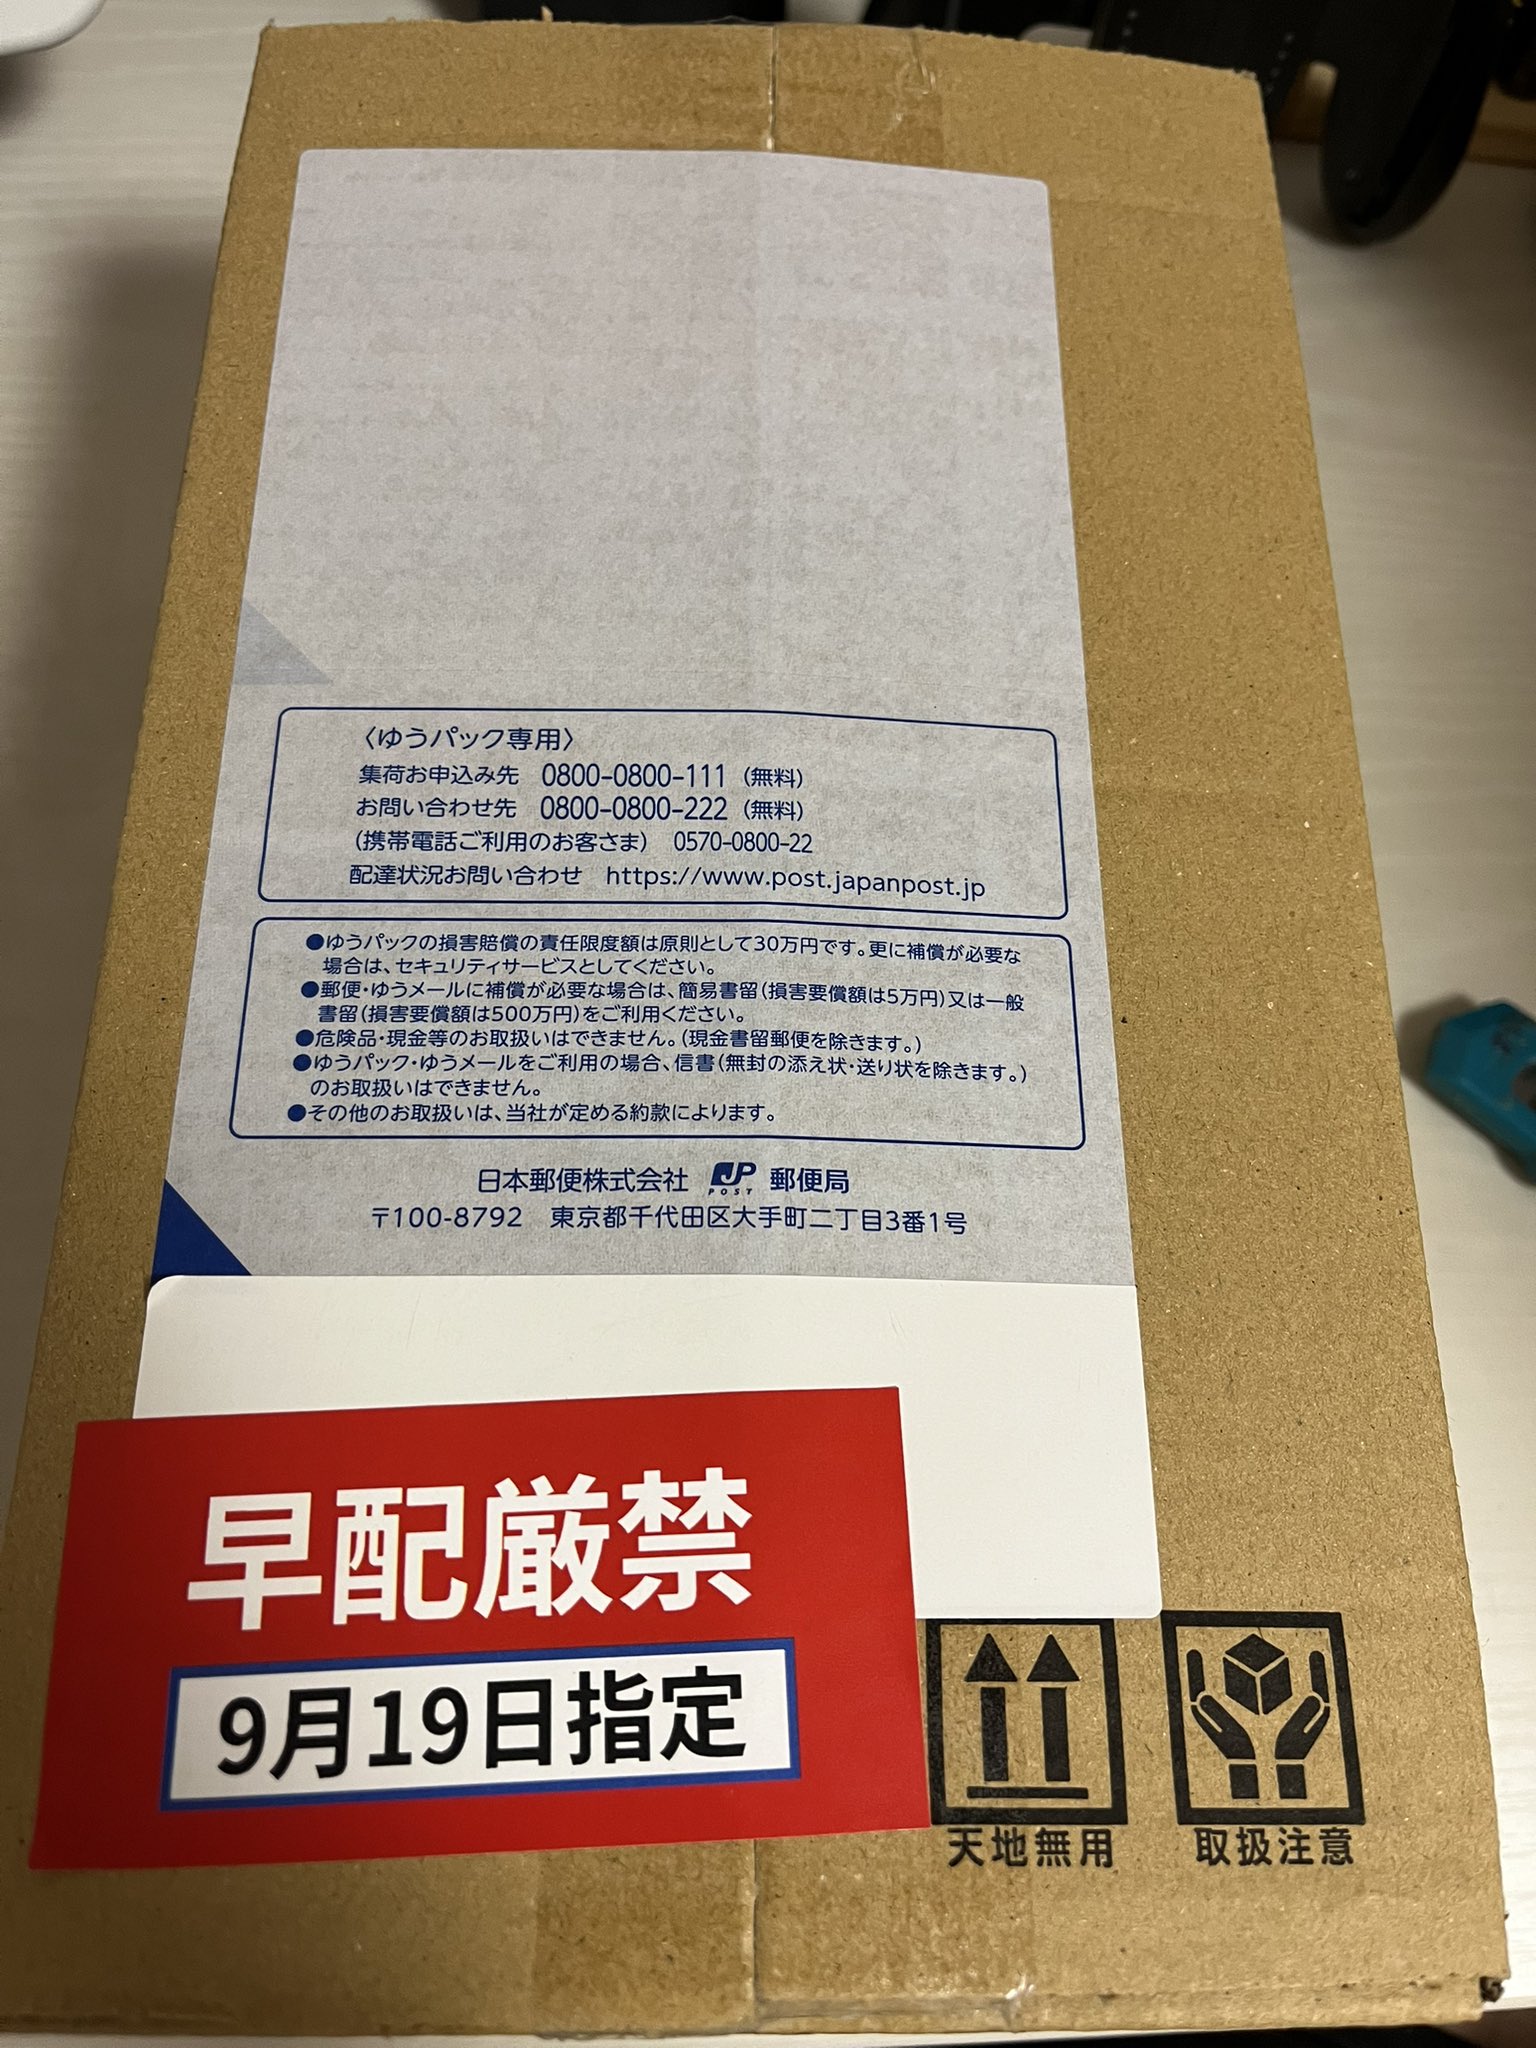 〈ゆうパック専用〉
集荷お申込み先 0800-0800-111 (無料)
お問い合わせ先 0800-0800-222 (無料)
(携帯電話ご利用のお客さま) 0570-0800-22
配達状況お問い合わせ https://www.post.japanpost.jp
●ゆうパックの損害賠償の責任限度額は原則として30万円です。更に補償が必要な
場合は、セキュリティサービスとしてください。
●郵便・ゆうメールに補償が必要な場合は、簡易書留(損害要償額は5万円)又は一般
書留(損害要償額は500万円)をご利用ください。
●危険品・現金等のお取扱いはできません。(現金書留郵便を除きます。)
●ゆうパック・ゆうメールをご利用の場合、信書(無封の添え状・送り状を除きます。)
のお取扱いはできません。
●その他のお取扱いは、当社が定める約款によります。
日本郵便株式会社 JP POST 郵便局
〒100-8792 東京都千代田区大手町二丁目3番1号
早配厳禁
9月19日指定
天地無用 取扱注意